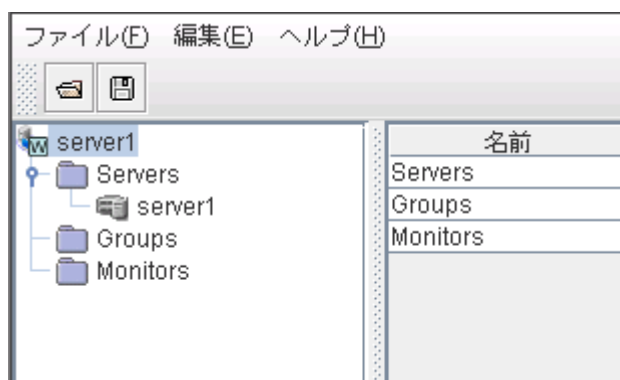 ファイル(F) 編集(E) ヘルプ(H)
server1
Servers
server1
Groups
Monitors
名前
Servers
Groups
Monitors